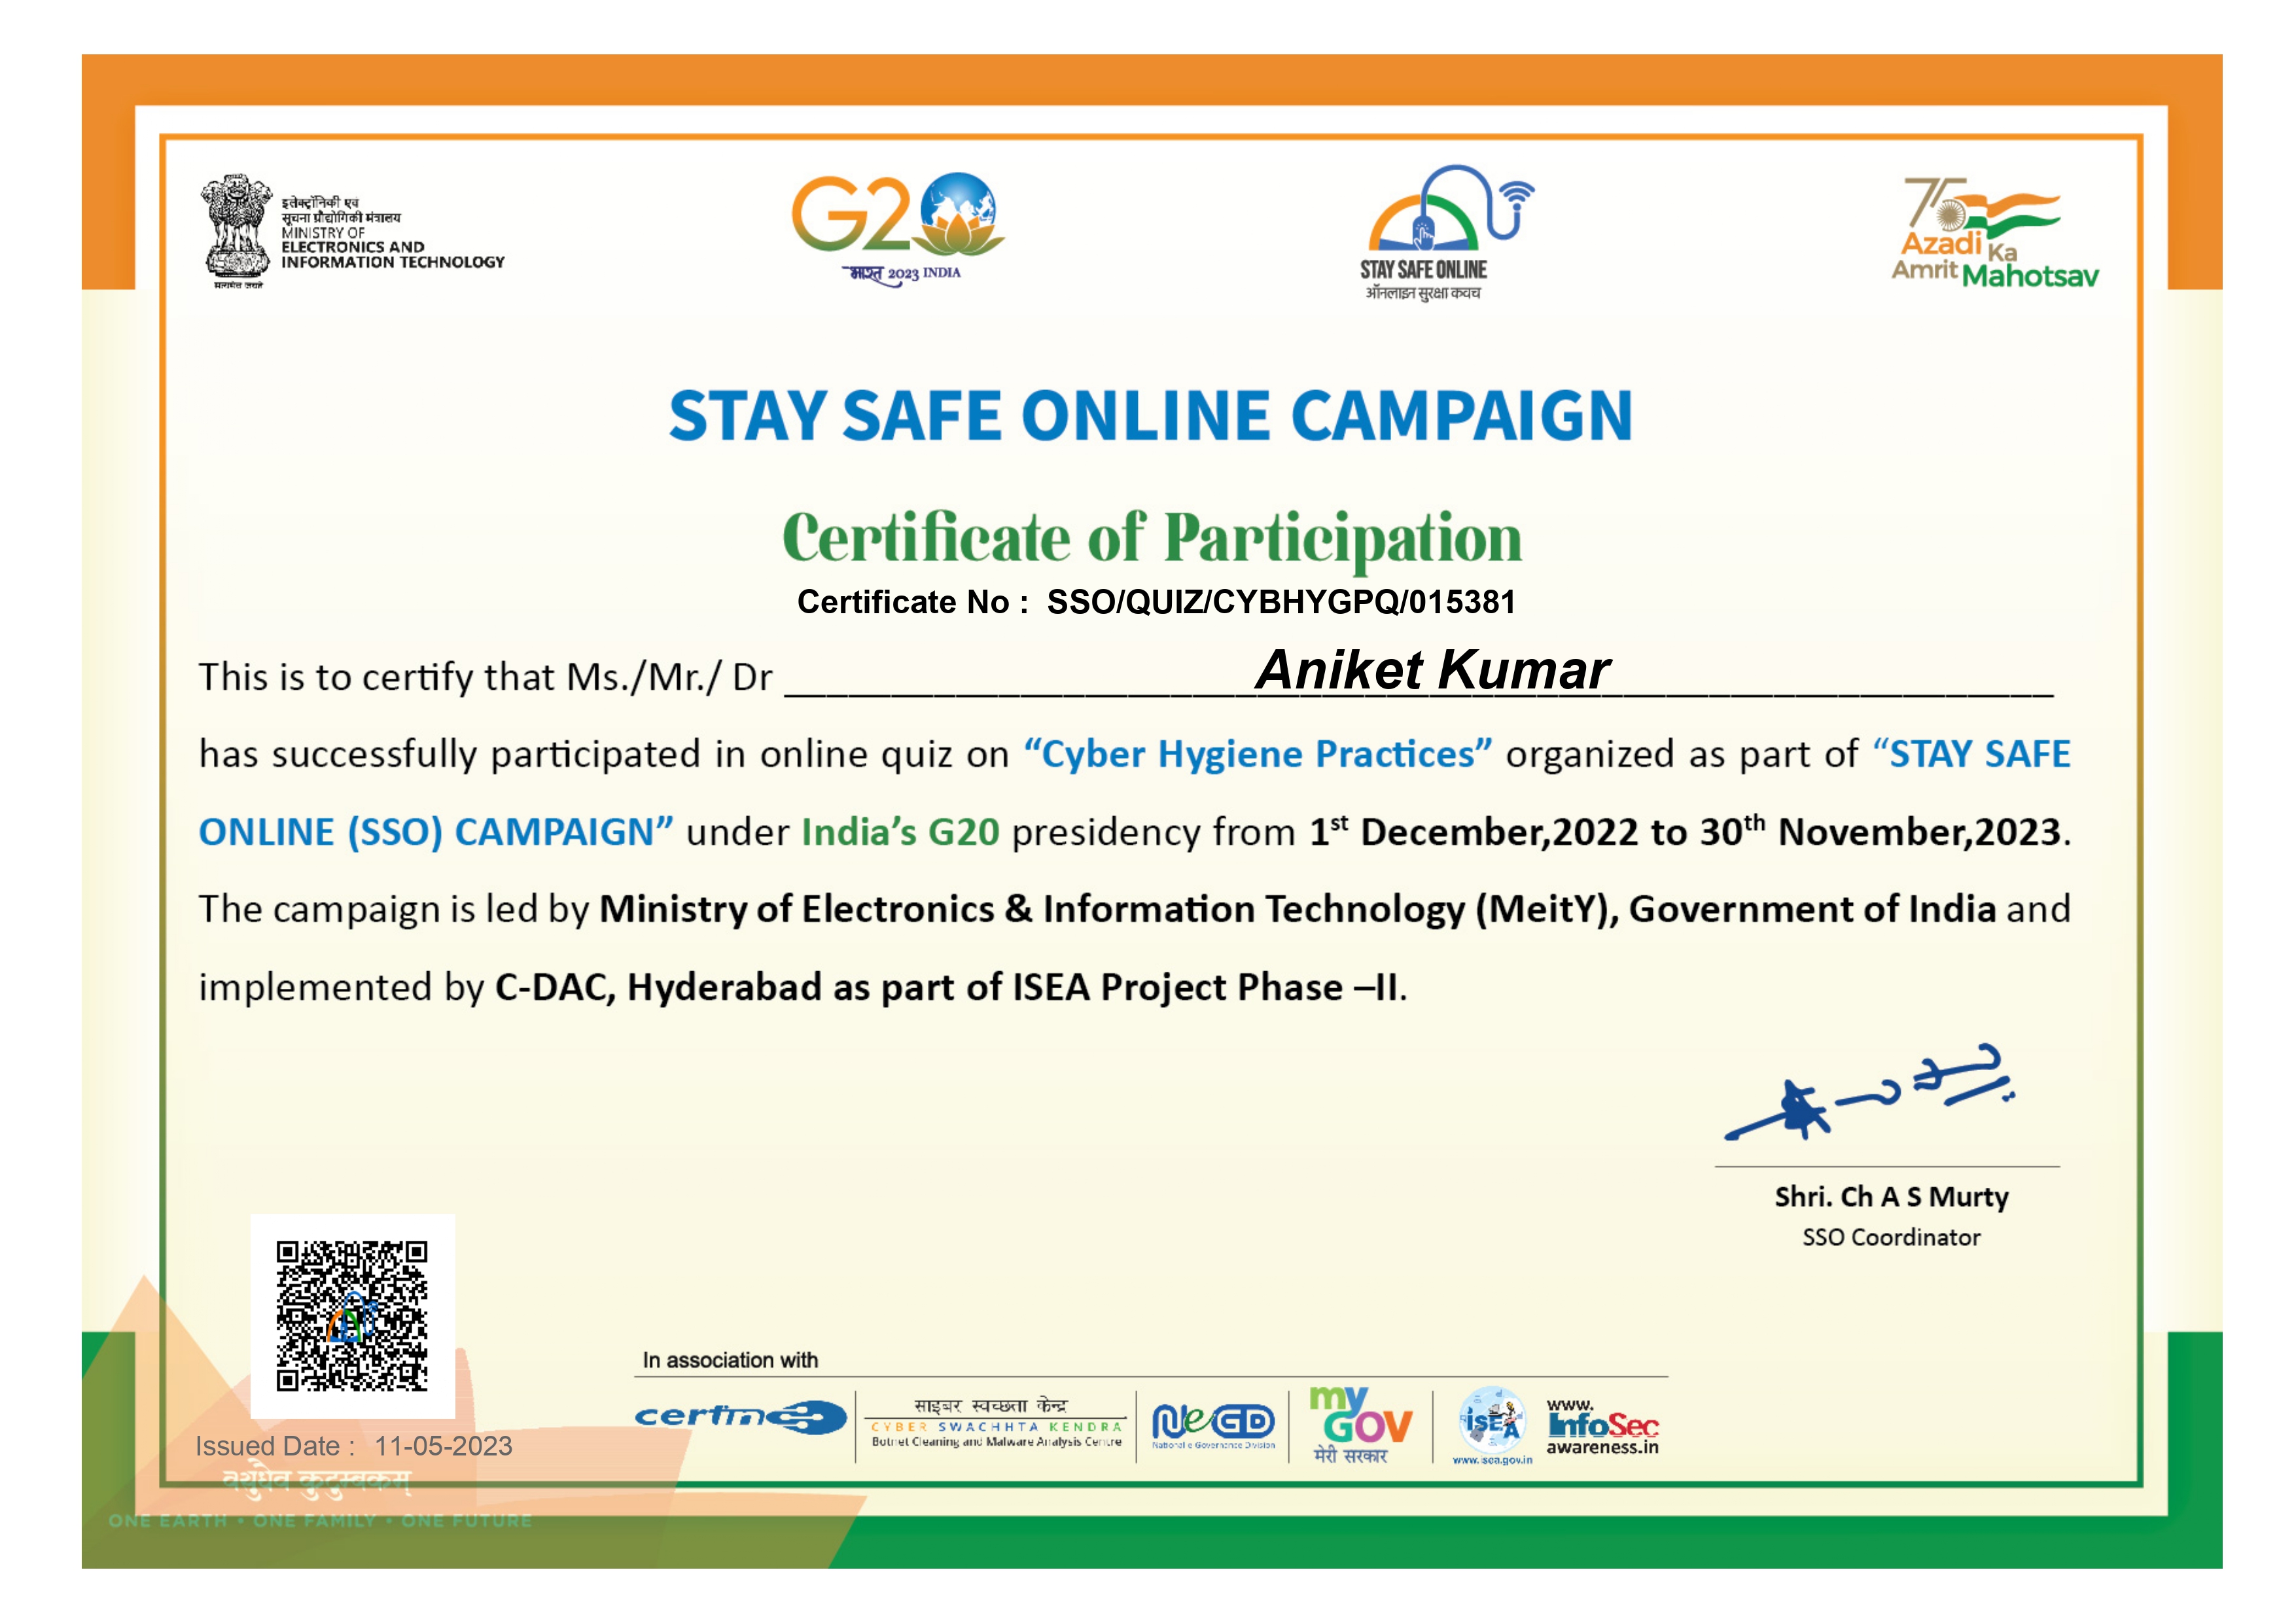 इलेक्ट्रॉनिकी एवं
सूचना प्रौद्योगिकी मंत्रालय
MINISTRY OF
ELECTRONICS AND
INFORMATION TECHNOLOGY
सत्यमेव जयते
G20
भारत 2023 INDIA
STAY SAFE ONLINE
ऑनलाइन सुरक्षा कवच
75
Azadi Ka
Amrit Mahotsav
STAY SAFE ONLINE CAMPAIGN
Certificate of Participation
Certificate No : SSO/QUIZ/CYBHYGPQ/015381
This is to certify that Ms./Mr./ Dr Aniket Kumar
has successfully participated in online quiz on “Cyber Hygiene Practices” organized as part of “STAY SAFE
ONLINE (SSO) CAMPAIGN” under India’s G20 presidency from 1st December,2022 to 30th November,2023.
The campaign is led by Ministry of Electronics & Information Technology (MeitY), Government of India and
implemented by C-DAC, Hyderabad as part of ISEA Project Phase –II.
Shri. Ch A S Murty
SSO Coordinator
In association with
certin
साइबर स्वच्छता केन्द्र
CYBER SWACHHTA KENDRA
Botnet Cleaning and Malware Analysis Centre
NeGD
National e Governance Division
my
GOV
मेरी सरकार
ISEA
www.isea.gov.in
www.
InfoSec
awareness.in
Issued Date : 11-05-2023
वसुधैव कुटुम्बकम्
ONE EARTH • ONE FAMILY • ONE FUTURE